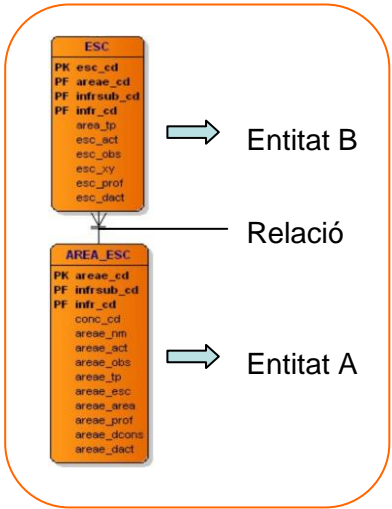 ESC
PK esc_cd
PF areae_cd
PF infrsub_cd
PF infr_cd
area_tp
esc_act
esc_obs
esc_xy
esc_prof
esc_dact
Entitat B
Relació
AREA_ESC
PK areae_cd
PF infrsub_cd
PF infr_cd
conc_cd
areae_nm
areae_act
areae_obs
areae_tp
areae_esc
areae_area
areae_prof
areae_dcons
areae_dact
Entitat A